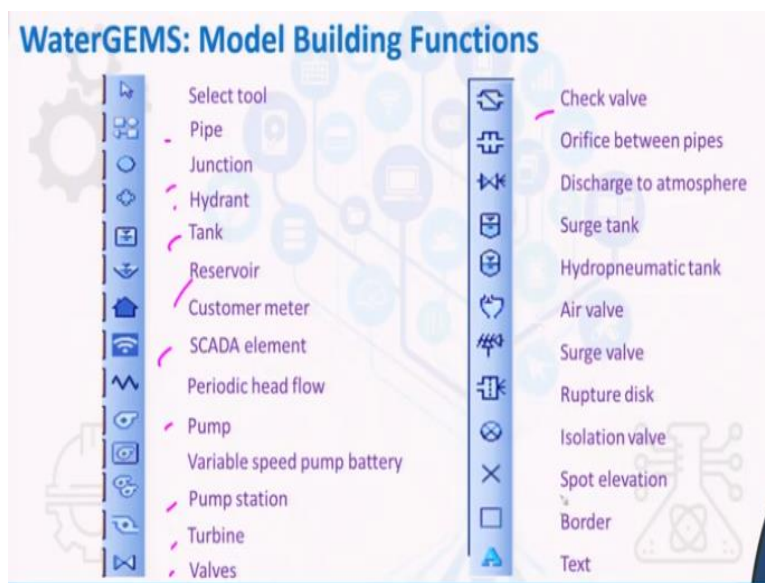 WaterGEMS: Model Building Functions
Select tool
Pipe
Junction
Hydrant
Tank
Reservoir
Customer meter
SCADA element
Periodic head flow
Pump
Variable speed pump battery
Pump station
Turbine
Valves
Check valve
Orifice between pipes
Discharge to atmosphere
Surge tank
Hydropneumatic tank
Air valve
Surge valve
Rupture disk
Isolation valve
Spot elevation
Border
A Text